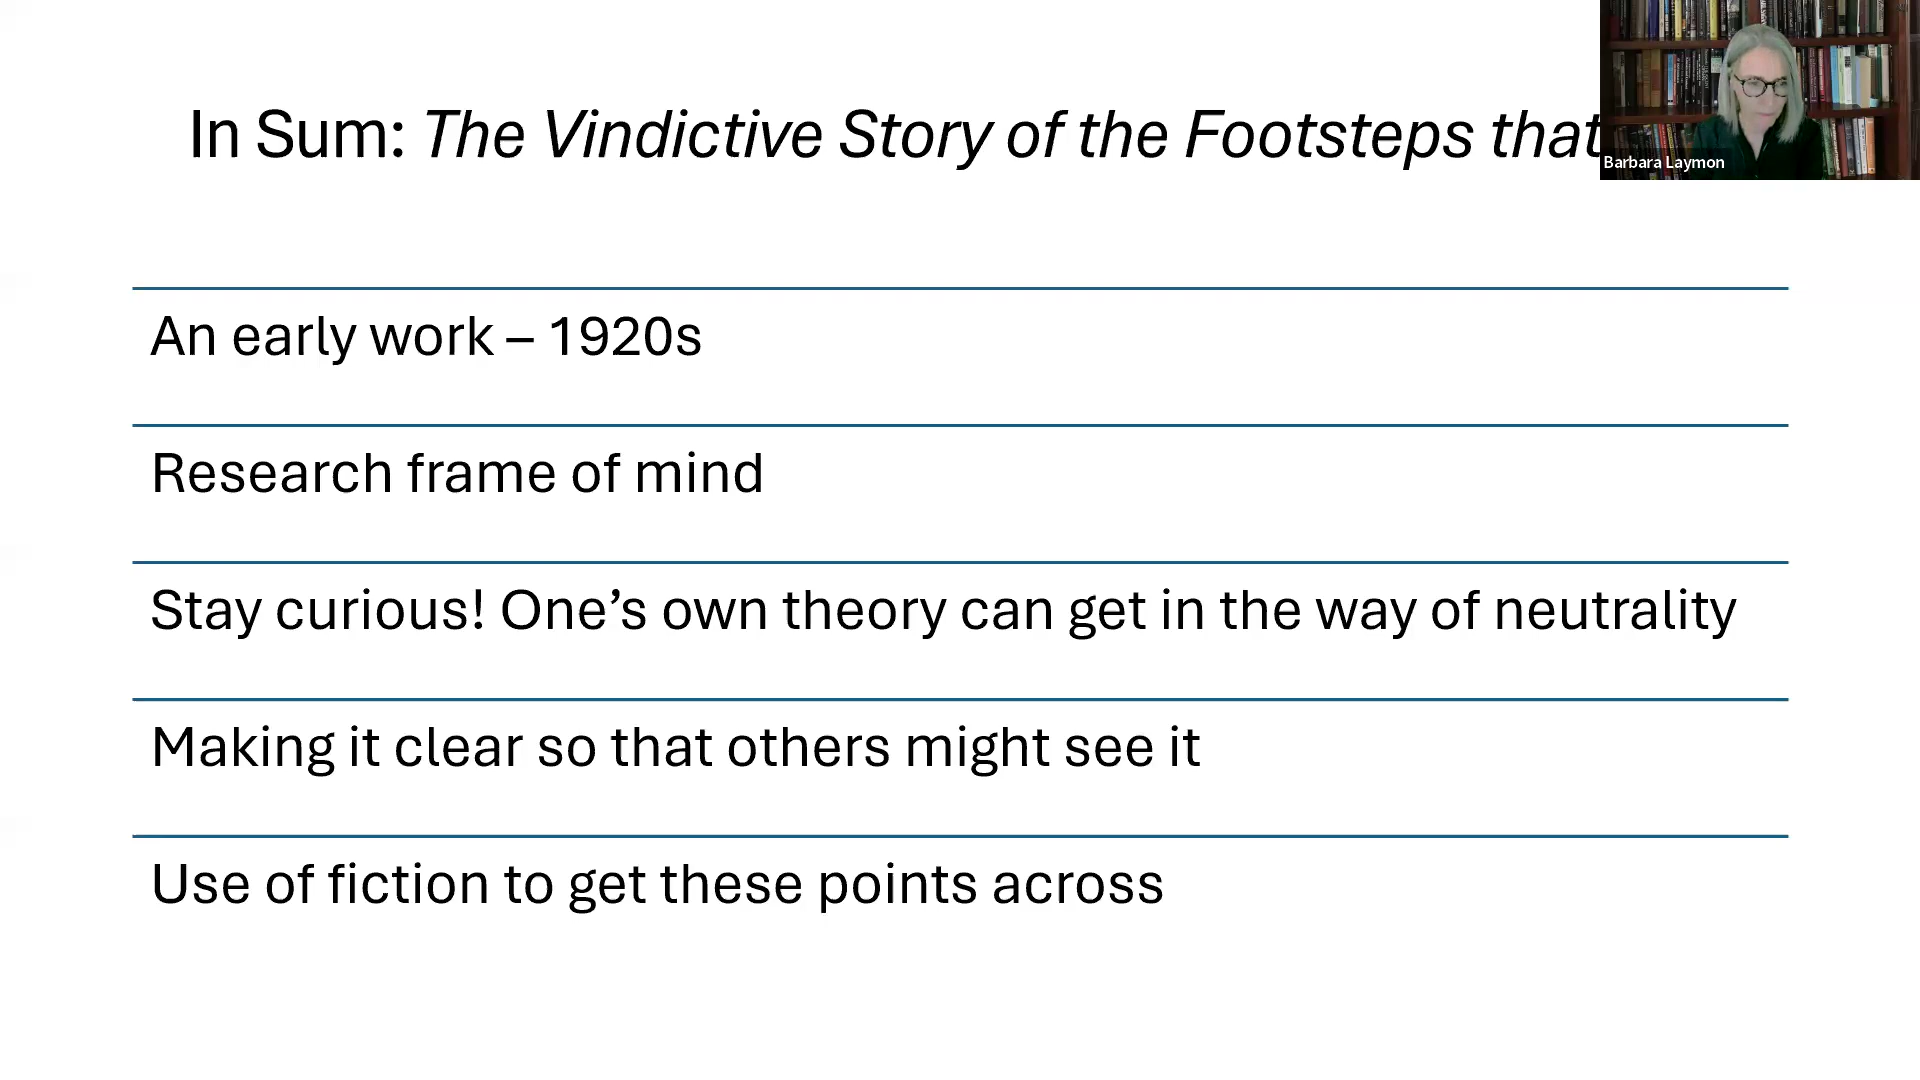 In Sum: The Vindictive Story of the Footsteps that
Barbara Laymon
An early work – 1920s
Research frame of mind
Stay curious! One’s own theory can get in the way of neutrality
Making it clear so that others might see it
Use of fiction to get these points across